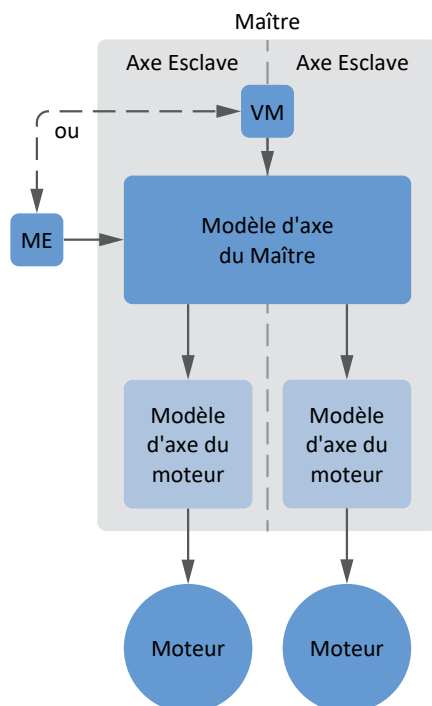 Maître
Axe Esclave
Axe Esclave
VM
ou
ME
Modèle d'axe
du Maître
Modèle
d'axe du
moteur
Modèle
d'axe du
moteur
Moteur
Moteur